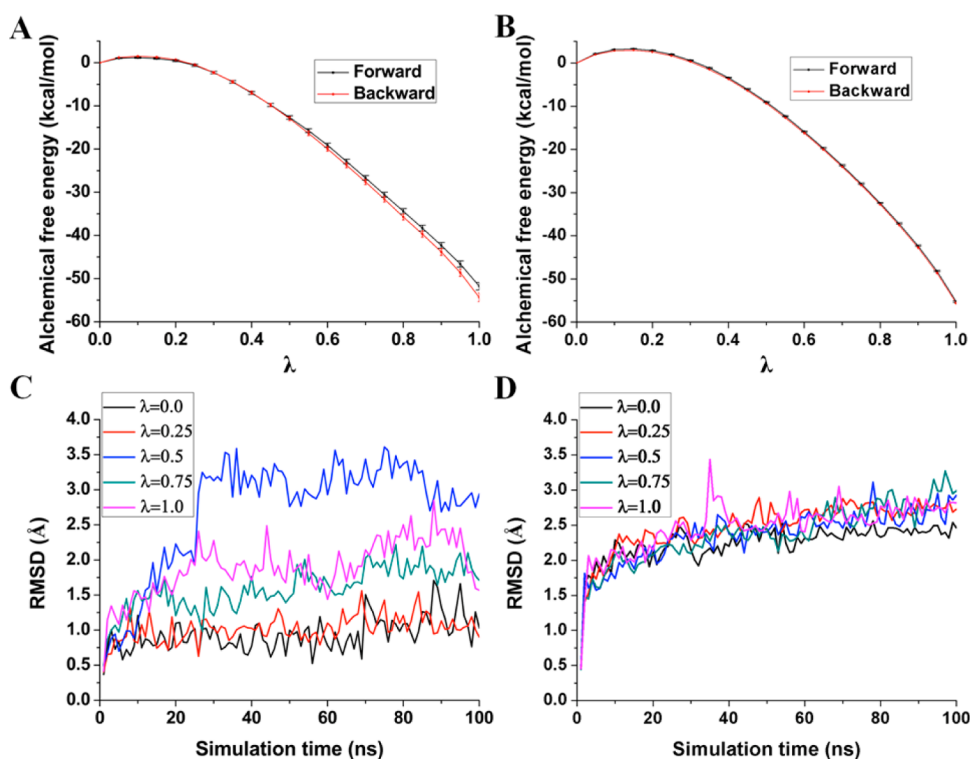 A
Alchemical free energy (kcal/mol)
0
-10
-20
-30
-40
-50
-60
0.0 0.2 0.4 0.6 0.8 1.0
λ
Forward
Backward
B
Alchemical free energy (kcal/mol)
0
-10
-20
-30
-40
-50
-60
0.0 0.2 0.4 0.6 0.8 1.0
λ
Forward
Backward
C
λ=0.0
λ=0.25
λ=0.5
λ=0.75
λ=1.0
RMSD (Å)
4.0
3.5
3.0
2.5
2.0
1.5
1.0
0.5
0.0
0 20 40 60 80 100
Simulation time (ns)
D
λ=0.0
λ=0.25
λ=0.5
λ=0.75
λ=1.0
RMSD (Å)
4.0
3.5
3.0
2.5
2.0
1.5
1.0
0.5
0.0
0 20 40 60 80 100
Simulation time (ns)